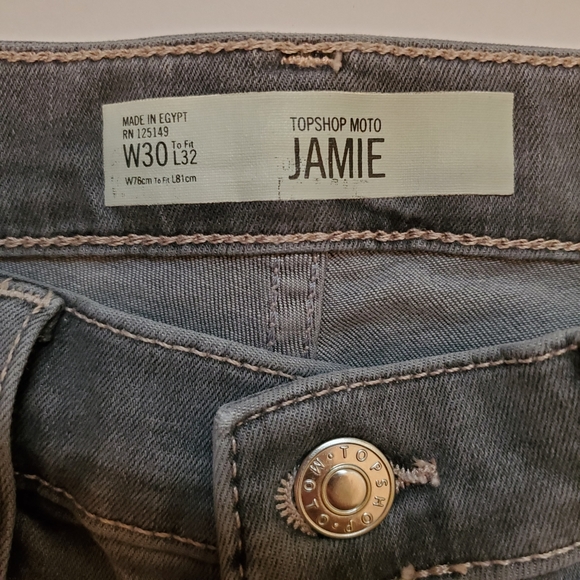 MADE IN EGYPT
RN 125149
W30 To Fit L32
W76cm To Fit L81cm
TOPSHOP MOTO
JAMIE
TOPSHOP · MOTO ·